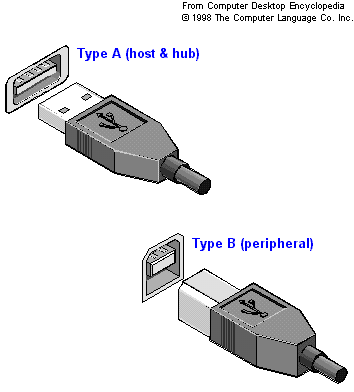 From Computer Desktop Encyclopedia
© 1998 The Computer Language Co. Inc.
Type A (host & hub)
Type B (peripheral)